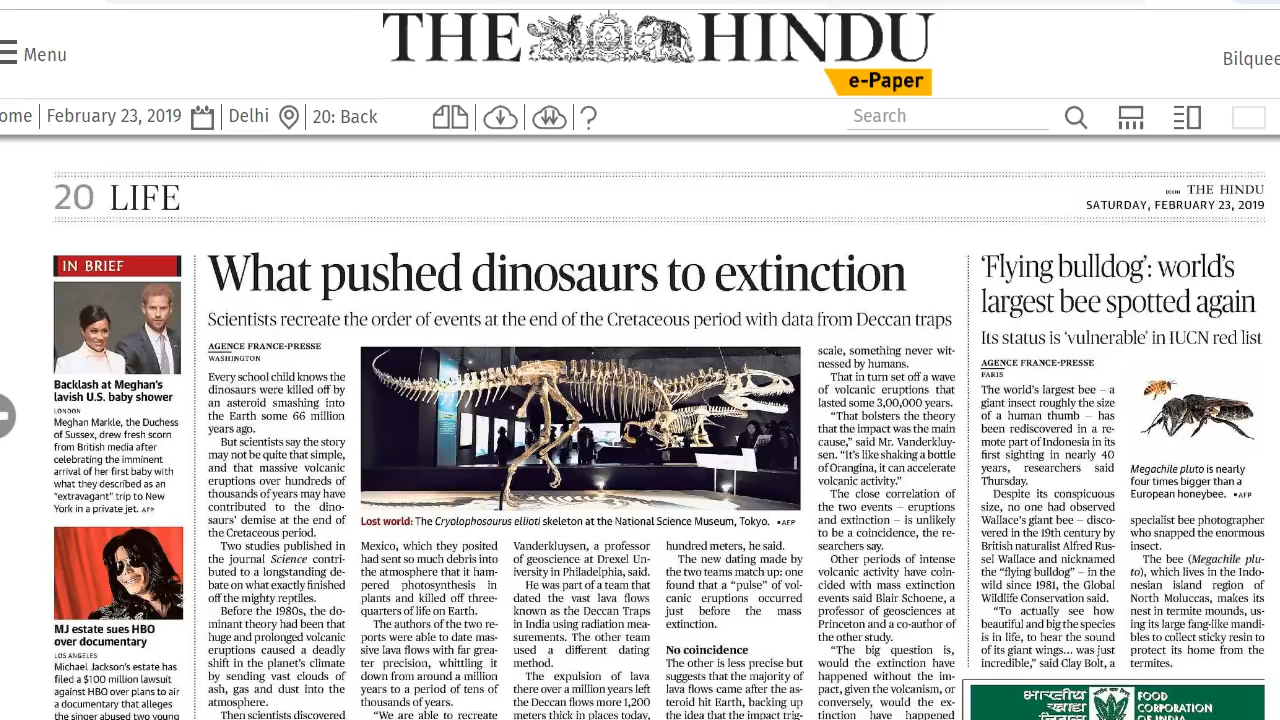 THE HINDU
e-Paper
Menu
Bilquee
ome
February 23, 2019
Delhi
20: Back
?
Search
20 LIFE
DELHI THE HINDU
SATURDAY, FEBRUARY 23, 2019
IN BRIEF
Backlash at Meghan's
lavish U.S. baby shower
LONDON
Meghan Markle, the Duchess
of Sussex, drew fresh scorn
from British media after
celebrating the imminent
arrival of her first baby with
what they described as an
"extravagant" trip to New
York in a private jet. AFP
MJ estate sues HBO
over documentary
LOS ANGELES
Michael Jackson's estate has
filed a $100 million lawsuit
against HBO over plans to air
a documentary that alleges
the singer abused two young
What pushed dinosaurs to extinction
Scientists recreate the order of events at the end of the Cretaceous period with data from Deccan traps
AGENCE FRANCE-PRESSE
WASHINGTON
Every school child knows the
dinosaurs were killed off by
an asteroid smashing into
the Earth some 66 million
years ago.
But scientists say the story
may not be quite that simple,
and that massive volcanic
eruptions over hundreds of
thousands of years may have
contributed to the dino-
saurs' demise at the end of
the Cretaceous period.
Two studies published in
the journal Science contri-
buted to a longstanding de-
bate on what exactly finished
off the mighty reptiles.
Before the 1980s, the do-
minant theory had been that
huge and prolonged volcanic
eruptions caused a deadly
shift in the planet's climate
by sending vast clouds of
ash, gas and dust into the
atmosphere.
Then scientists discovered
Lost world: The Cryolophosaurus ellioti skeleton at the National Science Museum, Tokyo. • AFP
Mexico, which they posited
had sent so much debris into
the atmosphere that it ham-
pered photosynthesis in
plants and killed off three-
quarters of life on Earth.
The authors of the two re-
ports were able to date mas-
sive lava flows with far grea-
ter precision, whittling it
down from around a million
years to a period of tens of
thousands of years.
"We are able to recreate
Vanderkluysen, a professor
of geoscience at Drexel Un-
iversity in Philadelphia, said.
He was part of a team that
dated the vast lava flows
known as the Deccan Traps
in India using radiation mea-
surements. The other team
used a different dating
method.
The expulsion of lava
there over a million years left
the Deccan flows more 1,200
meters thick in places today,
hundred meters, he said.
The new dating made by
the two teams match up: one
found that a "pulse" of vol-
canic eruptions occurred
just before the mass
extinction.
No coincidence
The other is less precise but
suggests that the majority of
lava flows came after the as-
teroid hit Earth, backing up
the idea that the impact trig-
scale, something never wit-
nessed by humans.
That in turn set off a wave
of volcanic eruptions that
lasted some 3,00,000 years.
"That bolsters the theory
that the impact was the main
cause," said Mr. Vanderkluy-
sen. "It's like shaking a bottle
of Orangina, it can accelerate
volcanic activity."
The close correlation of
the two events – eruptions
and extinction – is unlikely
to be a coincidence, the re-
searchers say.
Other periods of intense
volcanic activity have coin-
cided with mass extinction
events said Blair Schoene, a
professor of geosciences at
Princeton and a co-author of
the other study.
"The big question is,
would the extinction have
happened without the im-
pact, given the volcanism, or
conversely, would the ex-
tinction have happened
'Flying bulldog': world's
largest bee spotted again
Its status is 'vulnerable' in IUCN red list
AGENCE FRANCE-PRESSE
PARIS
The world's largest bee – a
giant insect roughly the size
of a human thumb – has
been rediscovered in a re-
mote part of Indonesia in its
first sighting in nearly 40
years, researchers said
Thursday.
Despite its conspicuous
size, no one had observed
Wallace's giant bee – disco-
vered in the 19th century by
British naturalist Alfred Rus-
sel Wallace and nicknamed
the "flying bulldog" – in the
wild since 1981, the Global
Wildlife Conservation said.
"To actually see how
beautiful and big the species
is in life, to hear the sound
of its giant wings... was just
incredible," said Clay Bolt, a
Megachile pluto is nearly
four times bigger than a
European honeybee. • AFP
specialist bee photographer
who snapped the enormous
insect.
The bee (Megachile plu-
to), which lives in the Indo-
nesian island region of
North Moluccas, makes its
nest in termite mounds, us-
ing its large fang-like mandi-
bles to collect sticky resin to
protect its home from the
termites.
भारतीय
खाद्य
निगम
FOOD
CORPORATION
OF INDIA